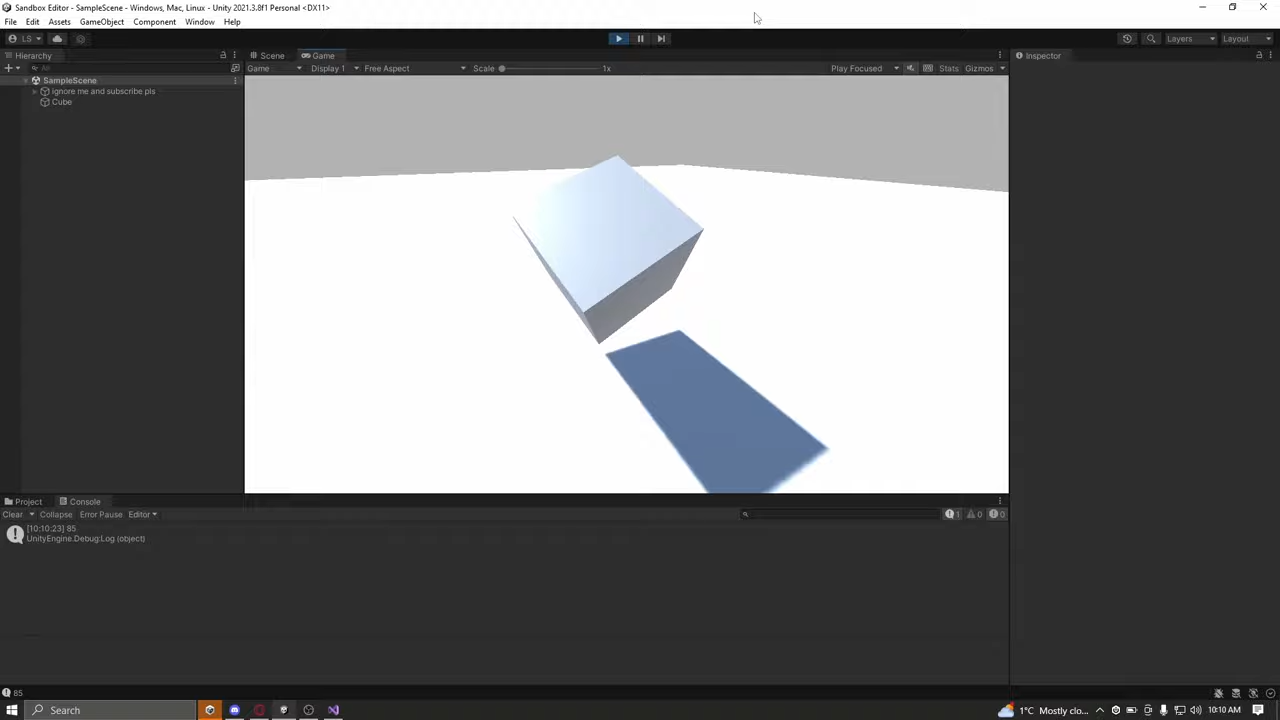 Sandbox Editor - SampleScene - Windows, Mac, Linux - Unity 2021.3.8f1 Personal <DX11>
File Edit Assets GameObject Component Window Help
LS
Layers Layout
Hierarchy Scene Game Inspector
All Game Display 1 Free Aspect Scale 1x Play Focused Stats Gizmos
SampleScene
ignore me and subscribe pls
Cube
Project Console
Clear Collapse Error Pause Editor 1 0 0
[10:10:23] 85
UnityEngine.Debug:Log (object)
85
Search 1°C Mostly clo... 10:10 AM